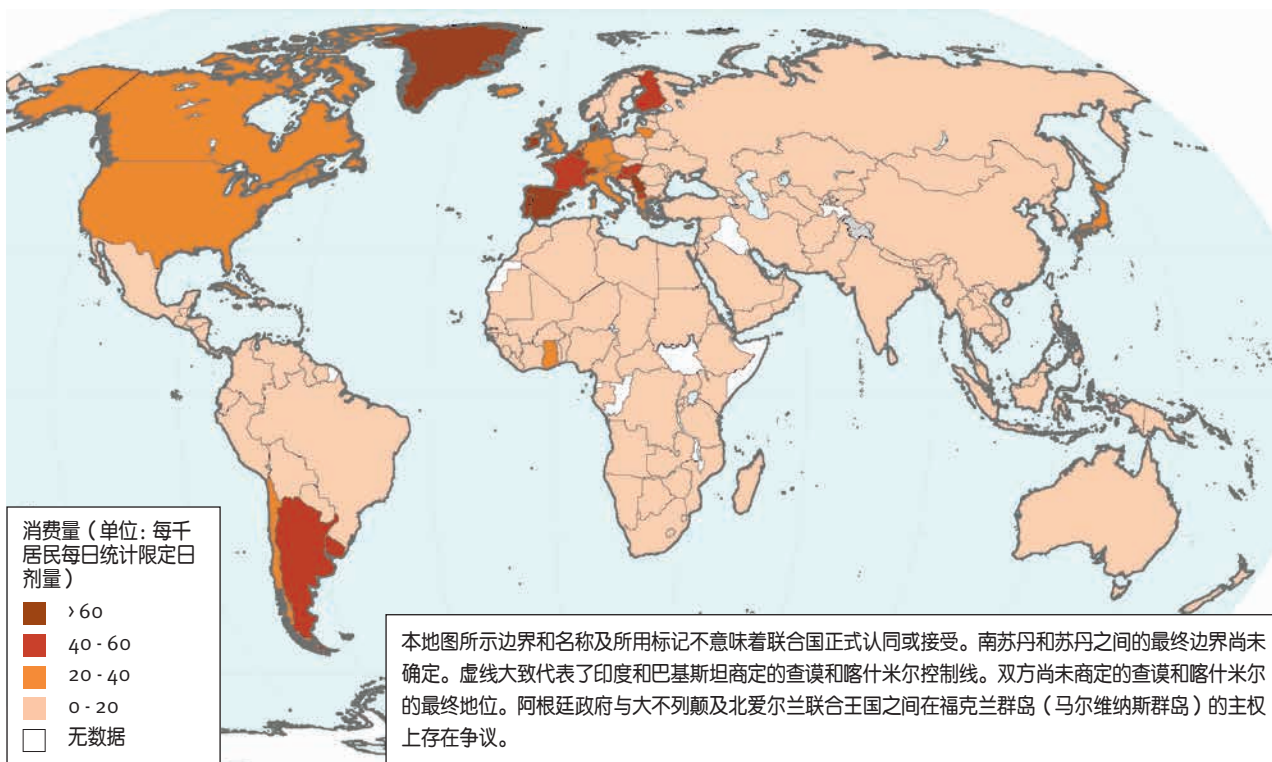 消费量（单位：每千
居民每日统计限定日
剂量）
›60
40 - 60
20 - 40
0 - 20
无数据
本地图所示边界和名称及所用标记不意味着联合国正式认同或接受。南苏丹和苏丹之间的最终边界尚未
确定。虚线大致代表了印度和巴基斯坦商定的查谟和喀什米尔控制线。双方尚未商定的查谟和喀什米尔
的最终地位。阿根廷政府与大不列颠及北爱尔兰联合王国之间在福克兰群岛（马尔维纳斯群岛）的主权
上存在争议。